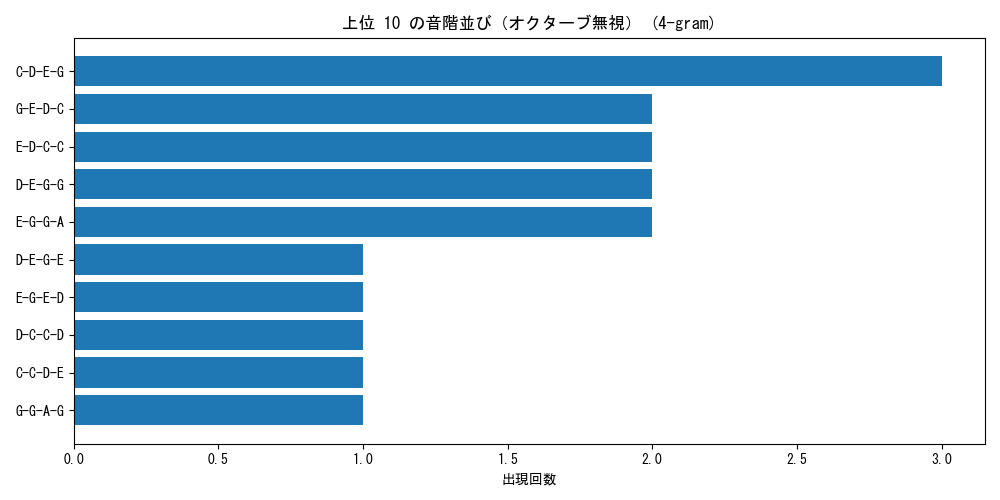 上位 10 の音階並び（オクターブ無視） (4-gram)
C-D-E-G
G-E-D-C
E-D-C-C
D-E-G-G
E-G-G-A
D-E-G-E
E-G-E-D
D-C-C-D
C-C-D-E
G-G-A-G
0.0 0.5 1.0 1.5 2.0 2.5 3.0
出現回数